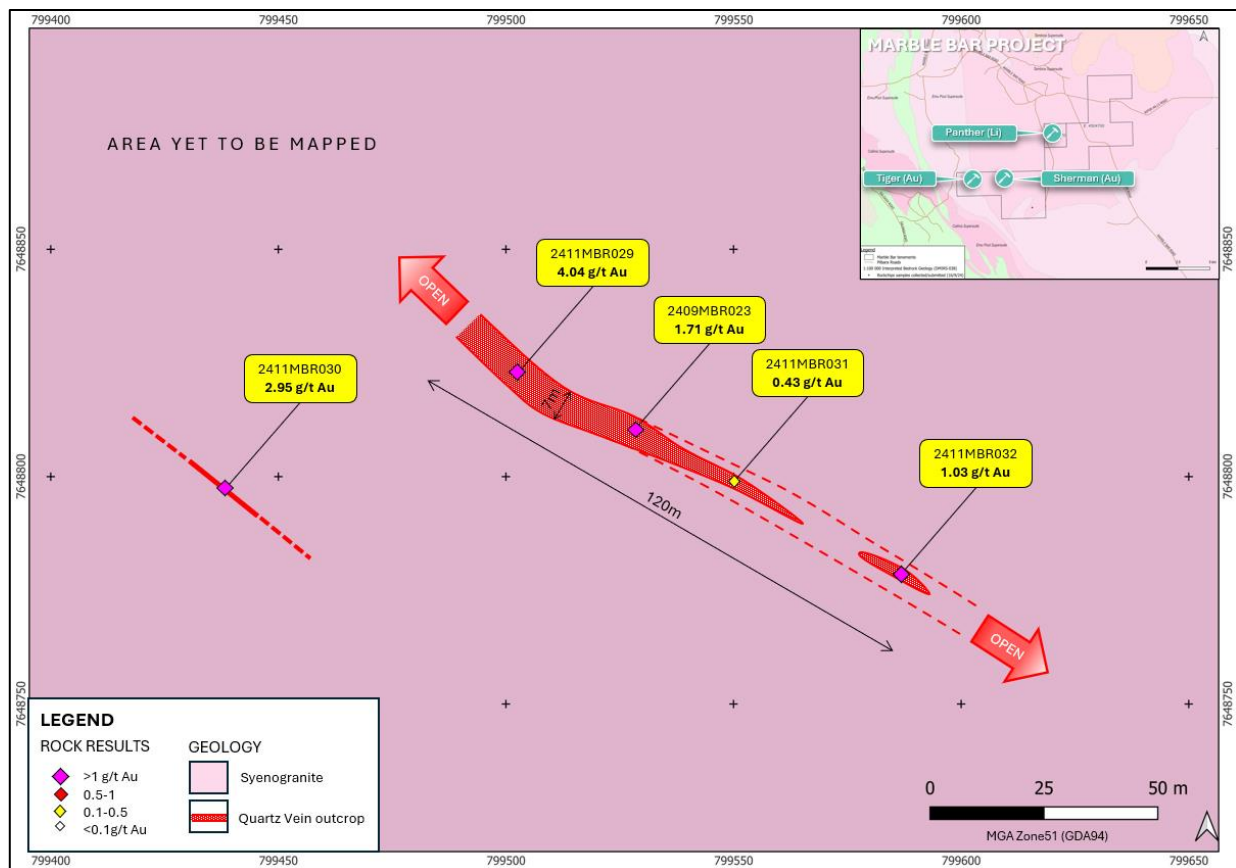 799400 799450 799500 799550 799600 799650
MARBLE BAR PROJECT
Panther (Li)
Tiger (Au)
Sherman (Au)
Legend
Marble Bar tenements
AREA YET TO BE MAPPED
7648850
7648850
OPEN
2411MBR029
4.04 g/t Au
2409MBR023
1.71 g/t Au
2411MBR030
2.95 g/t Au
2411MBR031
0.43 g/t Au
7m
7648800
7648800
2411MBR032
1.03 g/t Au
120m
OPEN
7648750
7648750
LEGEND
ROCK RESULTS
>1 g/t Au
0.5-1
0.1-0.5
<0.1g/t Au
GEOLOGY
Syenogranite
Quartz Vein outcrop
0 25 50 m
MGA Zone51 (GDA94)
799400 799450 799500 799550 799600 799650